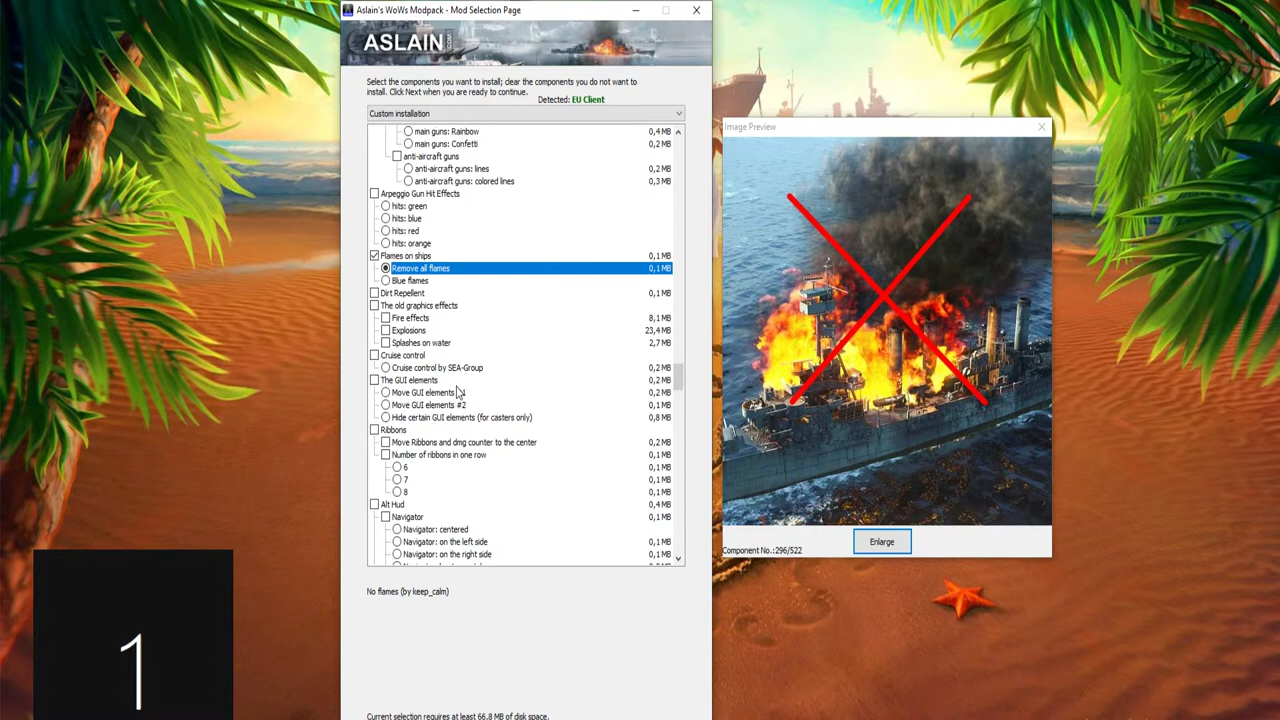 Aslain's WoWs Modpack - Mod Selection Page
ASLAIN.COM
Select the components you want to install; clear the components you do not want to
install. Click Next when you are ready to continue.
Detected: EU Client
Custom installation
main guns: Rainbow 0,4 MB
main guns: Confetti 0,2 MB
anti-aircraft guns
anti-aircraft guns: lines 0,2 MB
anti-aircraft guns: colored lines 0,3 MB
Arpeggio Gun Hit Effects
hits: green
hits: blue
hits: red
hits: orange
Flames on ships 0,1 MB
Remove all flames 0,1 MB
Blue flames
Dirt Repellent 0,1 MB
The old graphics effects
Fire effects 8,1 MB
Explosions 23,4 MB
Splashes on water 2,7 MB
Cruise control
Cruise control by SEA-Group 0,2 MB
The GUI elements 0,2 MB
Move GUI elements #1 0,2 MB
Move GUI elements #2 0,1 MB
Hide certain GUI elements (for casters only) 0,8 MB
Ribbons
Move Ribbons and dmg counter to the center 0,2 MB
Number of ribbons in one row 0,1 MB
6 0,1 MB
7 0,1 MB
8 0,1 MB
Alt Hud 0,4 MB
Navigator 0,1 MB
Navigator: centered
Navigator: on the left side 0,1 MB
Navigator: on the right side 0,1 MB
No flames (by keep_calm)
Current selection requires at least 66,8 MB of disk space.
Image Preview
Enlarge
Component No.:296/522
1